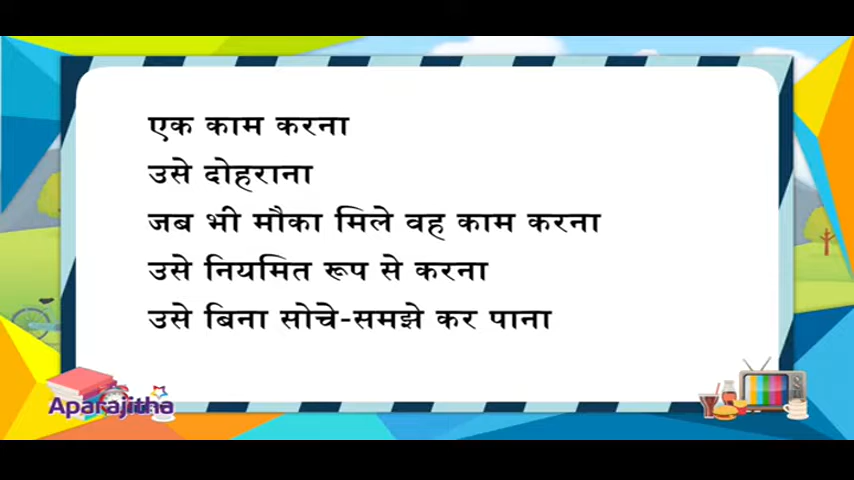 एक काम करना
उसे दोहराना
जब भी मौका मिले वह काम करना
उसे नियमित रूप से करना
उसे बिना सोचे-समझे कर पाना
Aparajitha